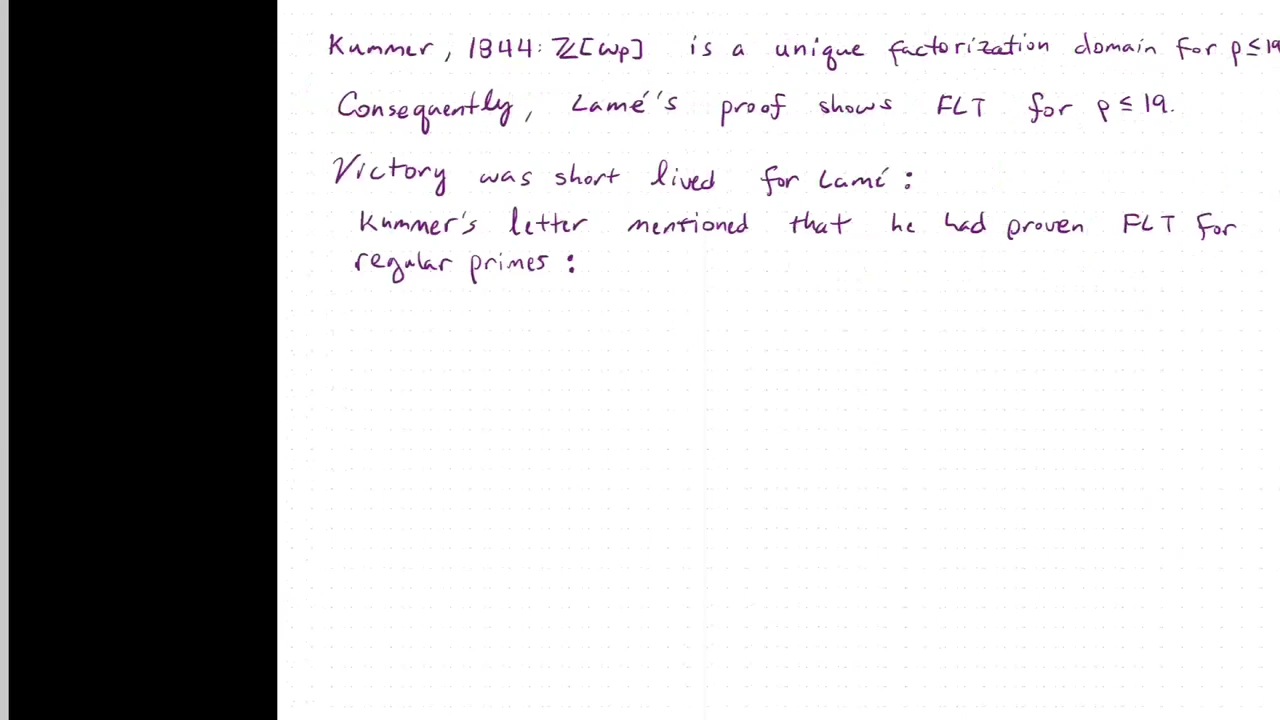 Kummer, 1844: ℤ[ωp] is a unique factorization domain for p ≤ 19
Consequently, Lamé's proof shows FLT for p ≤ 19.
Victory was short lived for Lamé:
Kummer's letter mentioned that he had proven FLT for
regular primes: